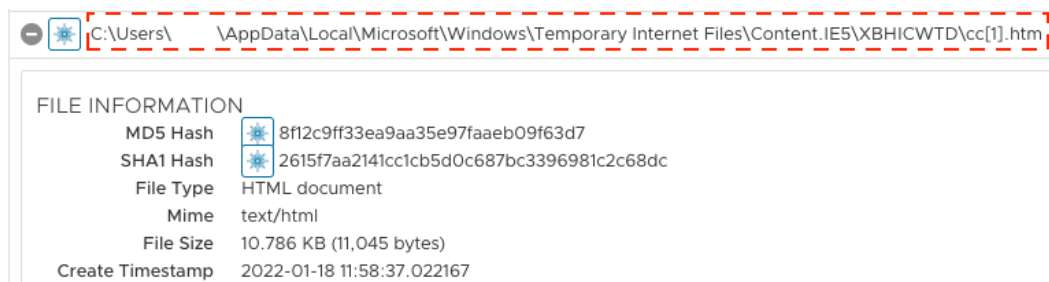 C:\Users\ \AppData\Local\Microsoft\Windows\Temporary Internet Files\Content.IE5\XBHICWTD\cc[1].htm
FILE INFORMATION
MD5 Hash 8f12c9ff33ea9aa35e97faaeb09f63d7
SHA1 Hash 2615f7aa2141cc1cb5d0c687bc3396981c2c68dc
File Type HTML document
Mime text/html
File Size 10.786 KB (11,045 bytes)
Create Timestamp 2022-01-18 11:58:37.022167